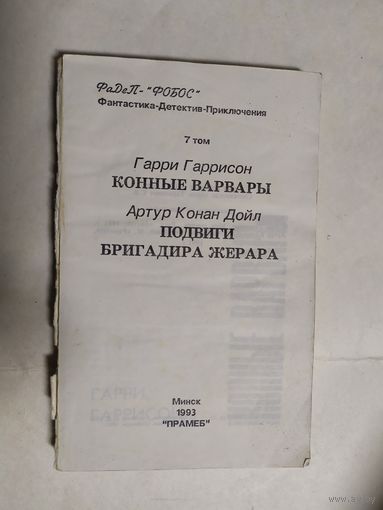 ФаДеП-"ФОБОС"
Фантастика-Детектив-Приключения
7 том
Гарри Гаррисон
КОННЫЕ ВАРВАРЫ
Артур Конан Дойл
ПОДВИГИ
БРИГАДИРА ЖЕРАРА
Минск
1993
"ПРАМЕБ"